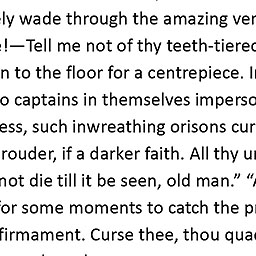 ely wade through the amazing ver
!—Tell me not of thy teeth-tiered
n to the floor for a centrepiece. I
o captains in themselves imperso
ess, such inwreathing orisons cur
rouder, if a darker faith. All thy u
not die till it be seen, old man.” “
for some moments to catch the p
firmament. Curse thee, thou qua